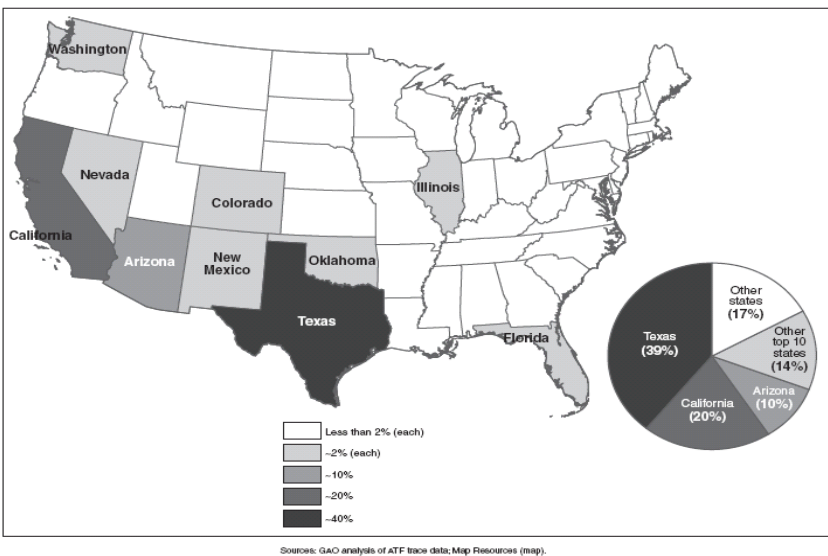 Washington
Nevada
Colorado
Illinois
California
Arizona
New
Mexico
Oklahoma
Texas
Florida
Other
states
(17%)
Texas
(39%)
Other
top 10
states
(14%)
Arizona
(10%)
California
(20%)
Less than 2% (each)
~2% (each)
~10%
~20%
~40%
Sources: GAO analysis of ATF trace data; Map Resources (map).